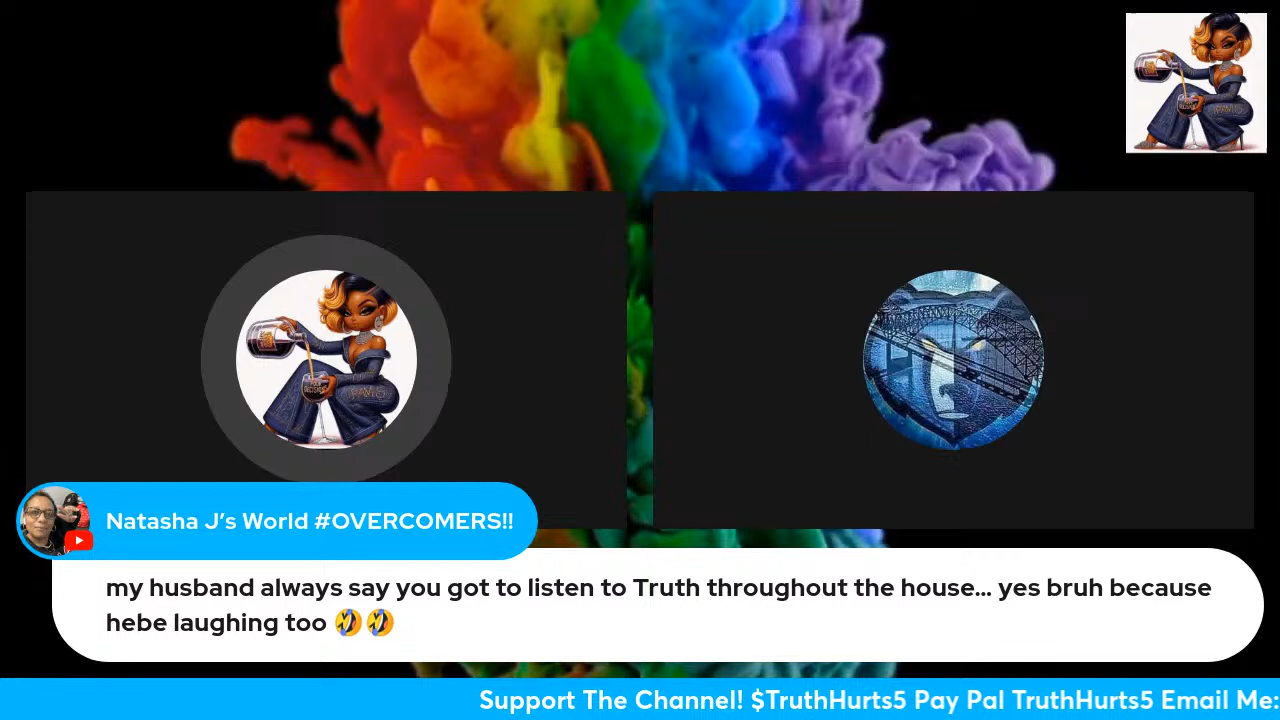 Natasha J's World #OVERCOMERS!!
my husband always say you got to listen to Truth throughout the house... yes bruh because
hebe laughing too 🤣🤣
Support The Channel! $TruthHurts5 Pay Pal TruthHurts5 Email Me: